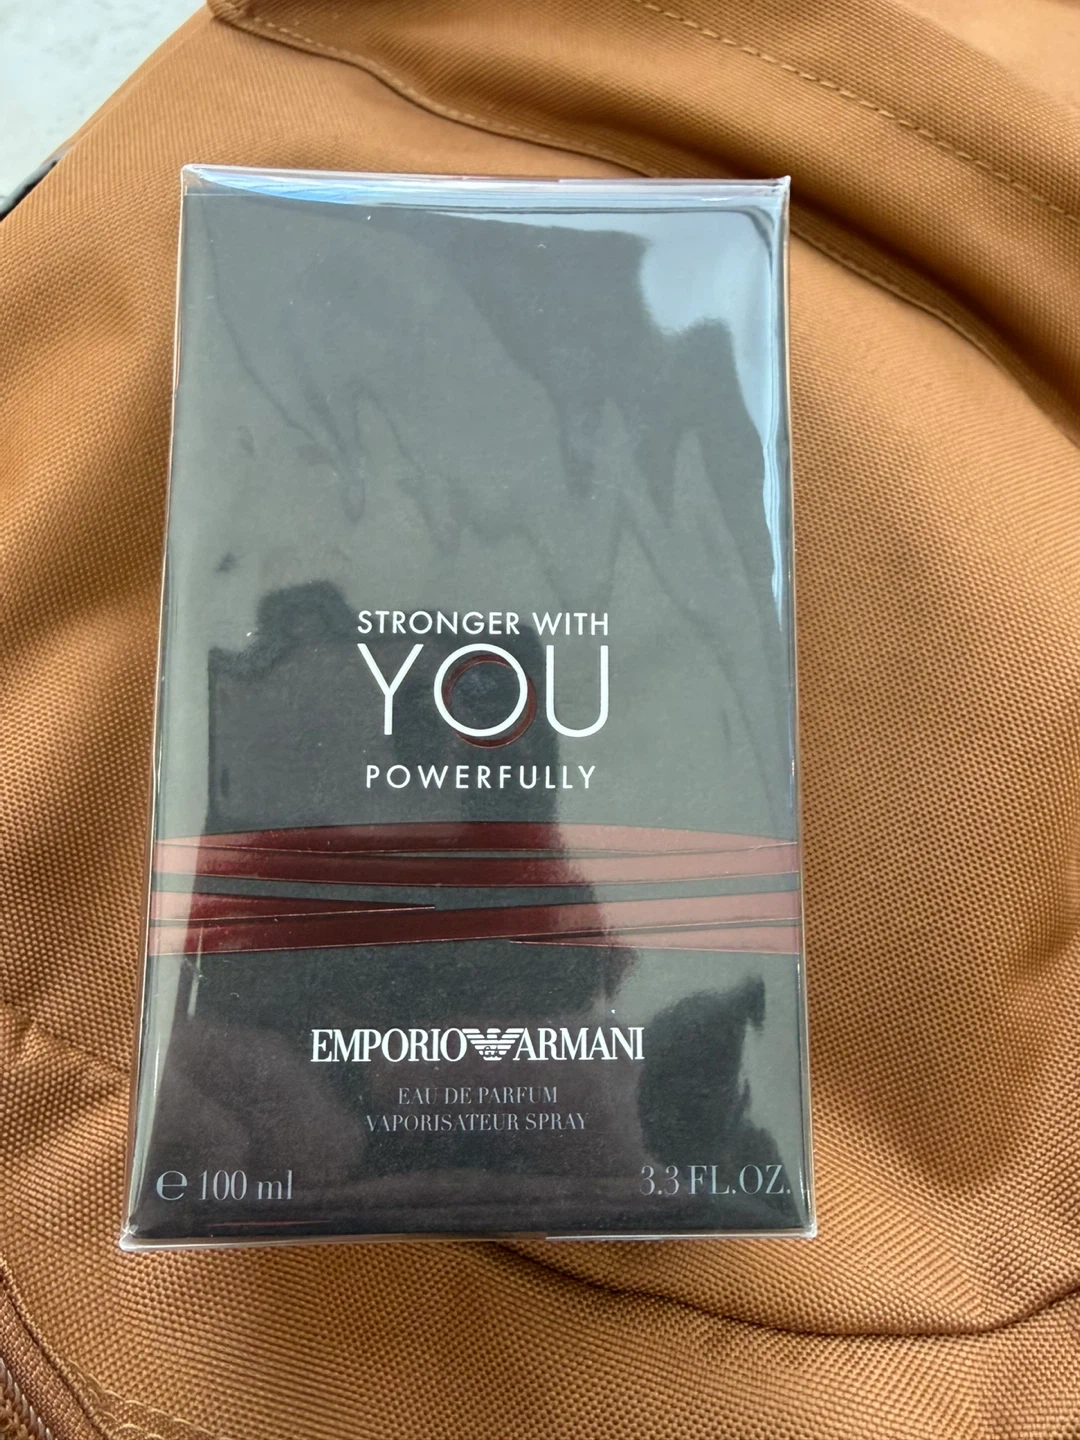 STRONGER WITH
YOU
POWERFULLY
EMPORIO ARMANI
EAU DE PARFUM
VAPORISATEUR SPRAY
℮ 100 ml
3.3 FL.OZ.